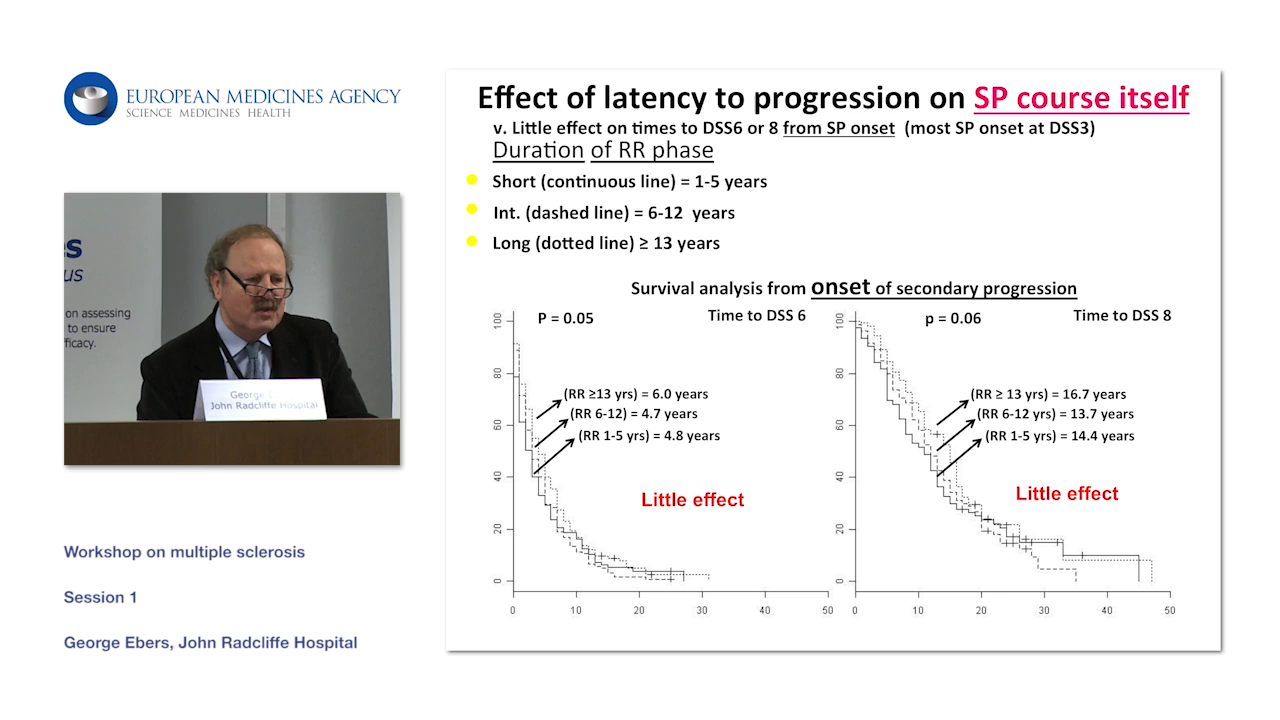 EUROPEAN MEDICINES AGENCY
SCIENCE MEDICINES HEALTH
s
us
on assessing
to ensure
ficacy.
George
John Radcliffe Hospital
Workshop on multiple sclerosis
Session 1
George Ebers, John Radcliffe Hospital
Effect of latency to progression on SP course itself
v. Little effect on times to DSS6 or 8 from SP onset (most SP onset at DSS3)
Duration of RR phase
Short (continuous line) = 1-5 years
Int. (dashed line) = 6-12 years
Long (dotted line) ≥ 13 years
Survival analysis from onset of secondary progression
P = 0.05
Time to DSS 6
(RR ≥13 yrs) = 6.0 years
(RR 6-12) = 4.7 years
(RR 1-5 yrs) = 4.8 years
Little effect
100
80
60
40
20
0
0 10 20 30 40 50
p = 0.06
Time to DSS 8
(RR ≥ 13 yrs) = 16.7 years
(RR 6-12 yrs) = 13.7 years
(RR 1-5 yrs) = 14.4 years
Little effect
100
80
60
40
20
0
0 10 20 30 40 50